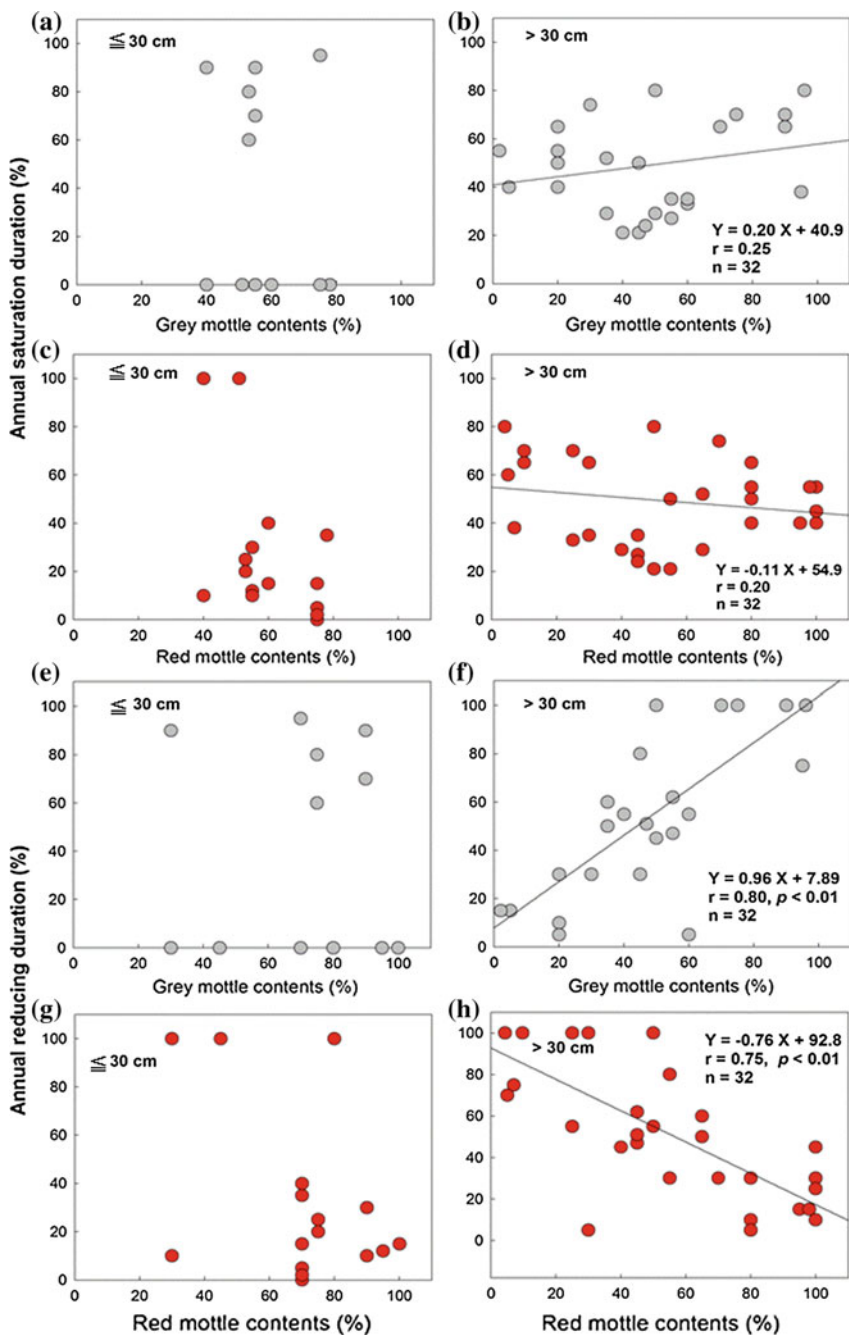 (a)
≦ 30 cm
100
80
60
40
20
0
0 20 40 60 80 100
Grey mottle contents (%)
(b)
> 30 cm
100
80
60
40
20
0
Y = 0.20 X + 40.9
r = 0.25
n = 32
0 20 40 60 80 100
Grey mottle contents (%)
Annual saturation duration (%)
(c)
≦ 30 cm
100
80
60
40
20
0
0 20 40 60 80 100
Red mottle contents (%)
(d)
> 30 cm
100
80
60
40
20
0
Y = -0.11 X + 54.9
r = 0.20
n = 32
0 20 40 60 80 100
Red mottle contents (%)
(e)
≦ 30 cm
100
80
60
40
20
0
0 20 40 60 80 100
Grey mottle contents (%)
(f)
> 30 cm
100
80
60
40
20
0
Y = 0.96 X + 7.89
r = 0.80, p < 0.01
n = 32
0 20 40 60 80 100
Grey mottle contents (%)
Annual reducing duration (%)
(g)
≦ 30 cm
100
80
60
40
20
0
0 20 40 60 80 100
Red mottle contents (%)
(h)
Y = -0.76 X + 92.8
> 30 cm
r = 0.75, p < 0.01
n = 32
100
80
60
40
20
0
0 20 40 60 80 100
Red mottle contents (%)